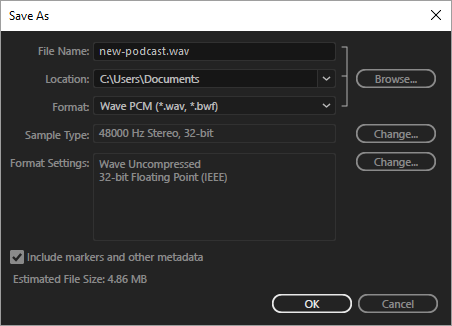 Save As
File Name: new-podcast.wav
Location: C:\Users\Documents Browse...
Format: Wave PCM (*.wav, *.bwf)
Sample Type: 48000 Hz Stereo, 32-bit Change...
Format Settings: Wave Uncompressed Change...
32-bit Floating Point (IEEE)
Include markers and other metadata
Estimated File Size: 4.86 MB
OK Cancel